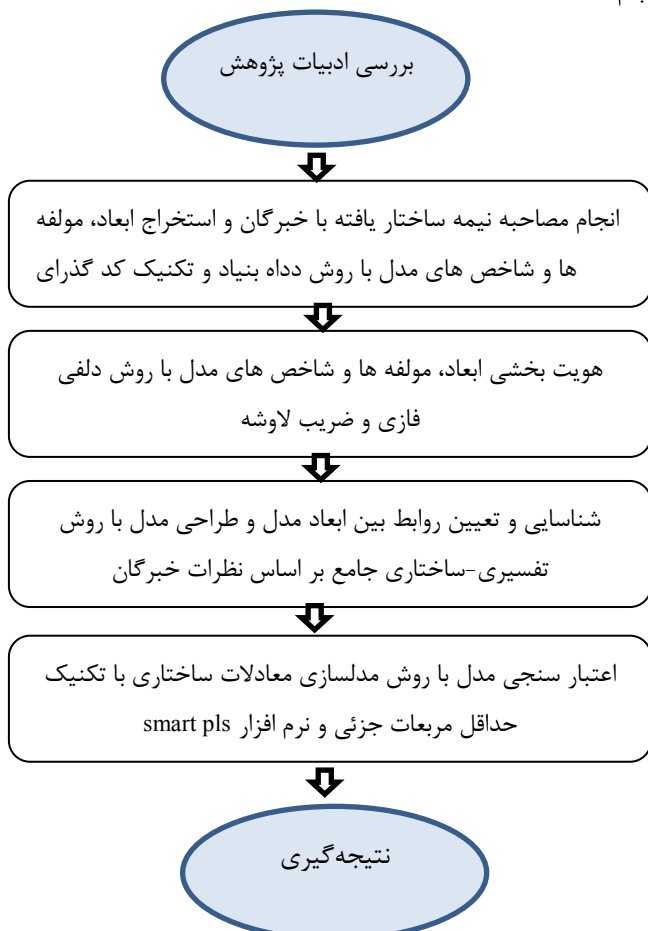 بررسی ادبیات پژوهش
انجام مصاحبه نیمه ساختار یافته با خبرگان و استخراج ابعاد، مولفه
ها و شاخص های مدل با روش دداه بنیاد و تکنیک کد گذرای
هویت بخشی ابعاد، مولفه ها و شاخص های مدل با روش دلفی
فازی و ضریب لاوشه
شناسایی و تعیین روابط بین ابعاد مدل و طراحی مدل با روش
تفسیری-ساختاری جامع بر اساس نظرات خبرگان
اعتبار سنجی مدل با روش مدلسازی معادلات ساختاری با تکنیک
حداقل مربعات جزئی و نرم افزار smart pls
نتیجه‌گیری